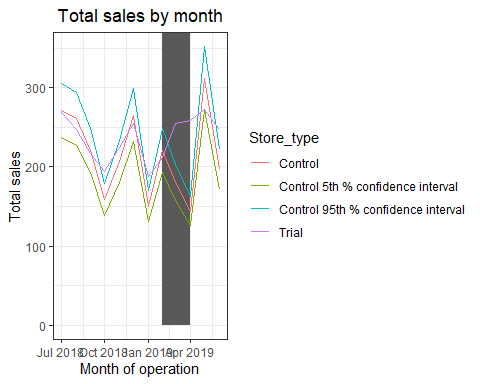 Total sales by month
Total sales
300
200
100
0
Jul 2018 Oct 2018 Jan 2019 Apr 2019
Month of operation
Store_type
Control
Control 5th % confidence interval
Control 95th % confidence interval
Trial